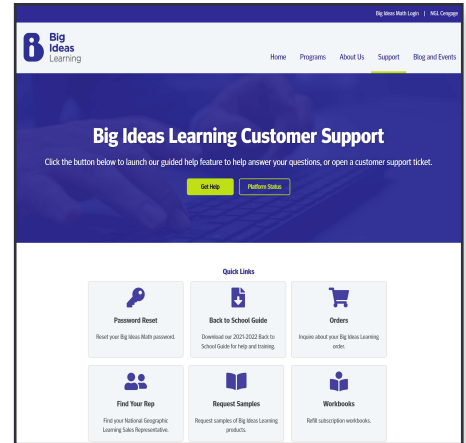 Big Ideas Math Login | NGL Cengage
Big
Ideas
Learning
Home Programs About Us Support Blog and Events
Big Ideas Learning Customer Support
Click the button below to launch our guided help feature to help answer your questions, or open a customer support ticket.
Get Help Platform Status
Quick Links
Password Reset
Reset your Big Ideas Math password.
Back to School Guide
Download our 2021-2022 Back to
School Guide for help and training.
Orders
Inquire about your Big Ideas Learning
order.
Find Your Rep
Find your National Geographic
Learning Sales Representative.
Request Samples
Request samples of Big Ideas Learning
products.
Workbooks
Refill subscription workbooks.